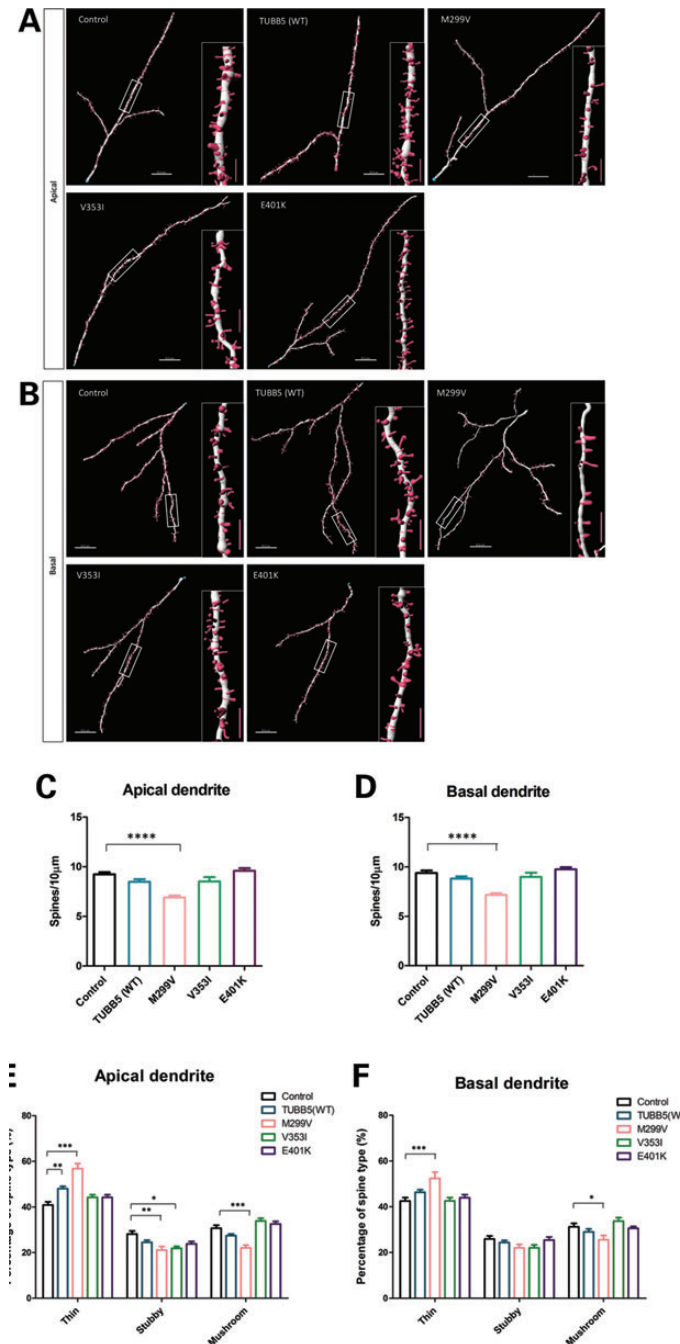 A
Control
TUBB5 (WT)
M299V
Apical
V353I
E401K
B
Control
TUBB5 (WT)
M299V
Basal
V353I
E401K
C
Apical dendrite
****
Spines/10µm
15
10
5
0
Control
TUBB5 (WT)
M299V
V353I
E401K
D
Basal dendrite
****
Spines/10µm
15
10
5
0
Control
TUBB5 (WT)
M299V
V353I
E401K
E
Apical dendrite
Control
TUBB5(WT)
M299V
V353I
E401K
of spine type
80
60
40
20
0
***
**
*
**
***
Thin
Stubby
Mushroom
F
Basal dendrite
Control
TUBB5(W
M299V
V353I
E401K
Percentage of spine type (%)
80
60
40
20
0
***
*
Thin
Stubby
Mushroom